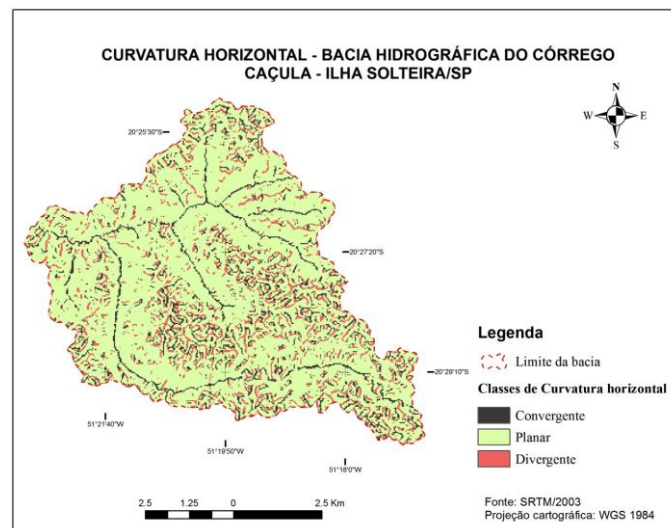 CURVATURA HORIZONTAL - BACIA HIDROGRÁFICA DO CÓRREGO
CAÇULA - ILHA SOLTEIRA/SP
N
W E
S
20°25'30"S
20°27'20"S
20°29'10"S
51°21'40"W
51°19'50"W
51°18'0"W
Legenda
Limite da bacia
Classes de Curvatura horizontal
Convergente
Planar
Divergente
2.5 1.25 0 2.5 Km
Fonte: SRTM/2003
Projeção cartográfica: WGS 1984